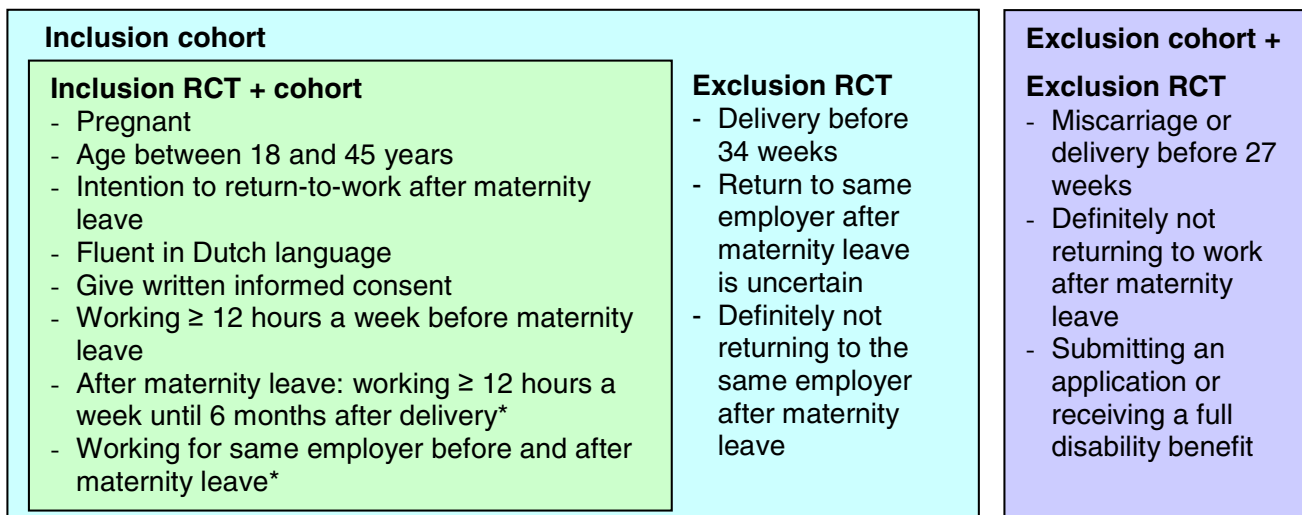 Inclusion cohort
Inclusion RCT + cohort
- Pregnant
- Age between 18 and 45 years
- Intention to return-to-work after maternity
leave
- Fluent in Dutch language
- Give written informed consent
- Working ≥ 12 hours a week before maternity
leave
- After maternity leave: working ≥ 12 hours a
week until 6 months after delivery*
- Working for same employer before and after
maternity leave*
Exclusion RCT
- Delivery before
34 weeks
- Return to same
employer after
maternity leave
is uncertain
- Definitely not
returning to the
same employer
after maternity
leave
Exclusion cohort +
Exclusion RCT
- Miscarriage or
delivery before 27
weeks
- Definitely not
returning to work
after maternity
leave
- Submitting an
application or
receiving a full
disability benefit